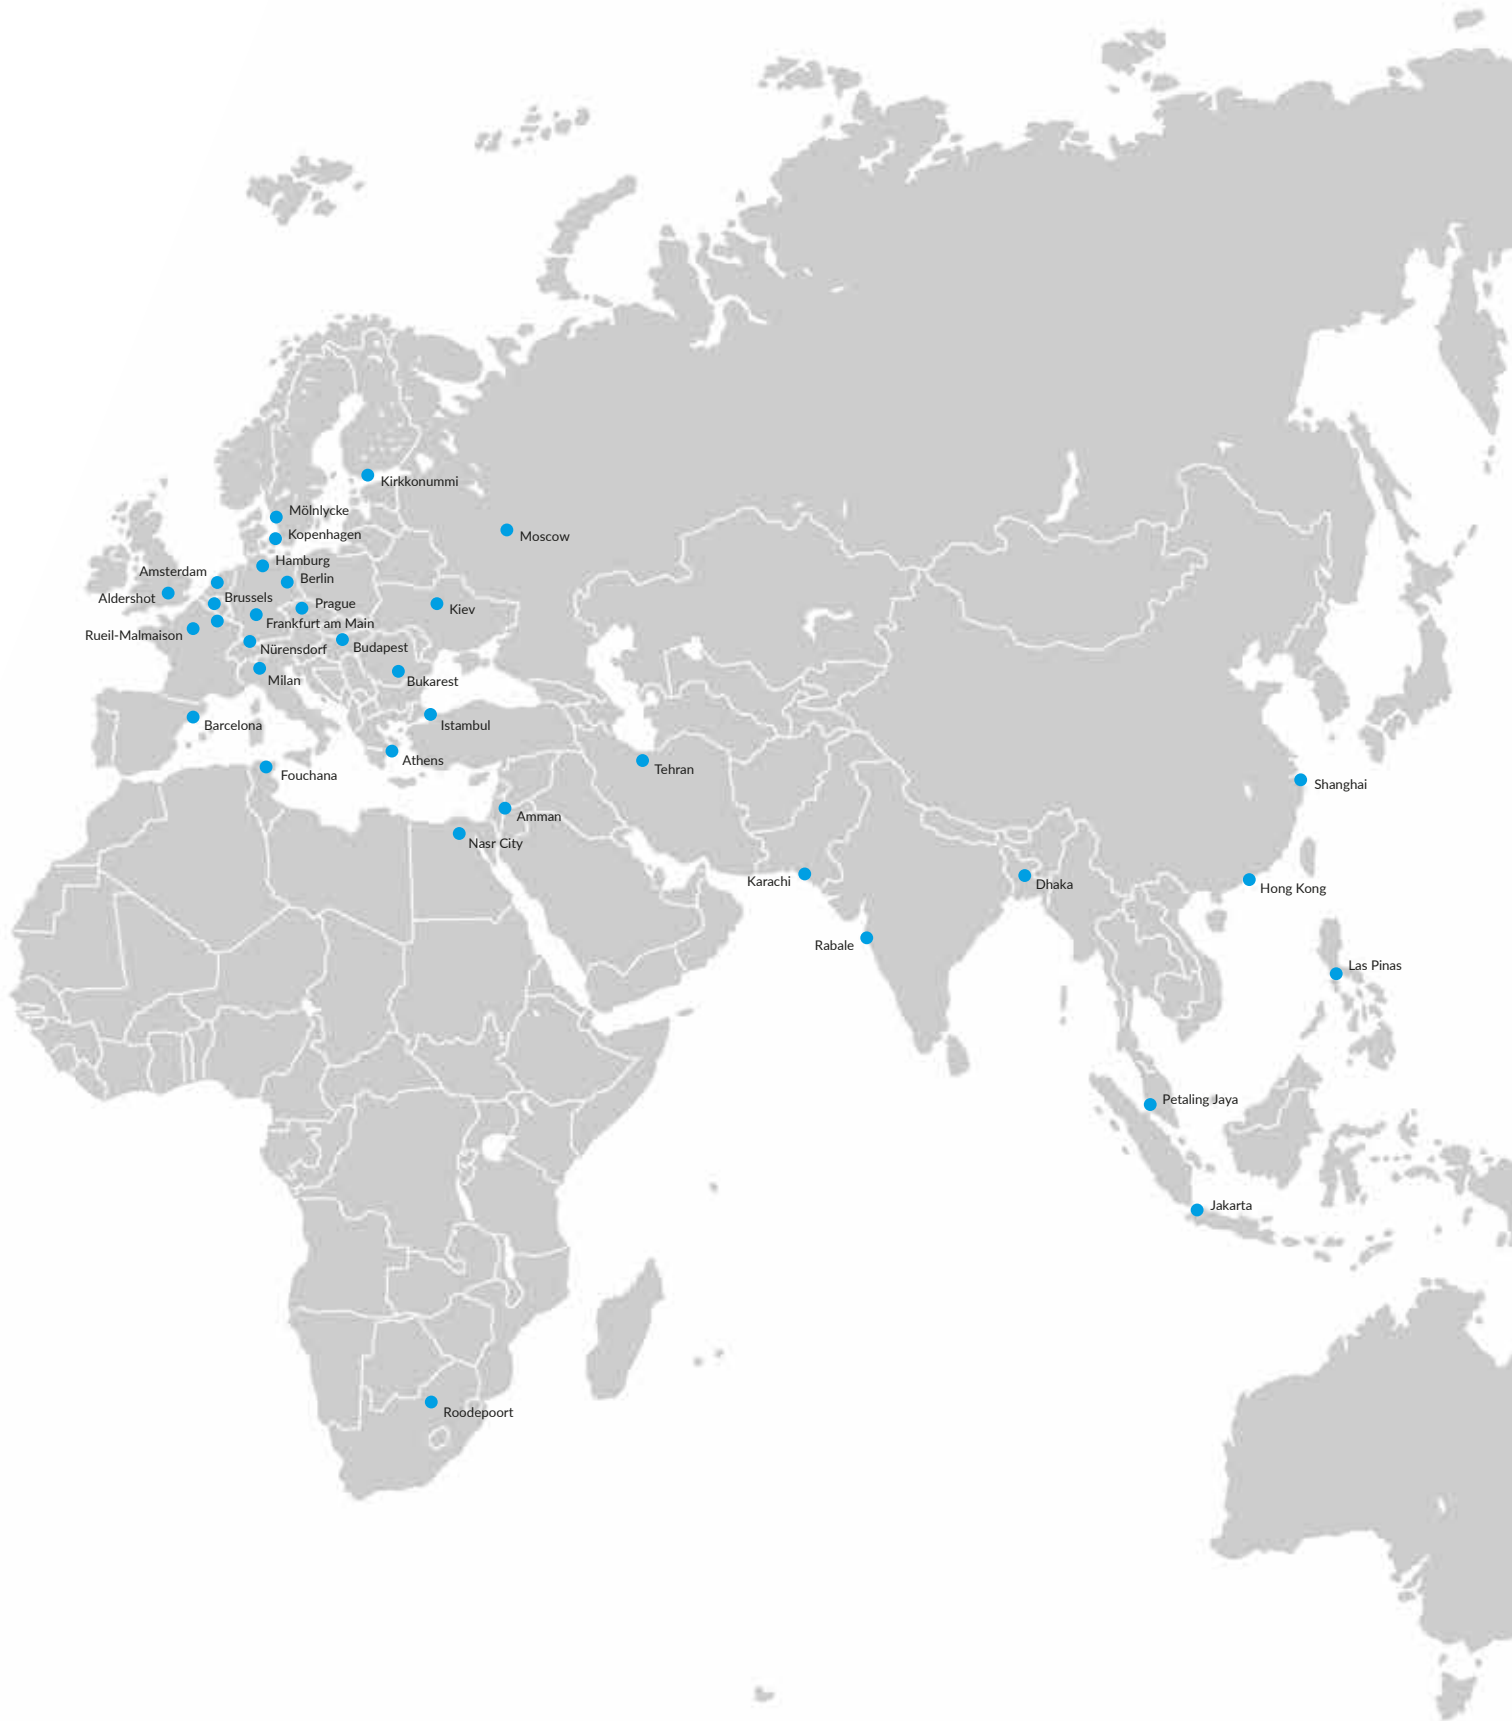 Kirkkonummi
Mölnlycke
Moscow
Kopenhagen
Hamburg
Amsterdam
Berlin
Aldershot
Brussels
Prague
Kiev
Frankfurt am Main
Rueil-Malmaison
Budapest
Nürensdorf
Milan
Bukarest
Barcelona
Istambul
Athens
Tehran
Fouchana
Shanghai
Amman
Nasr City
Karachi
Dhaka
Hong Kong
Rabale
Las Pinas
Petaling Jaya
Jakarta
Roodepoort